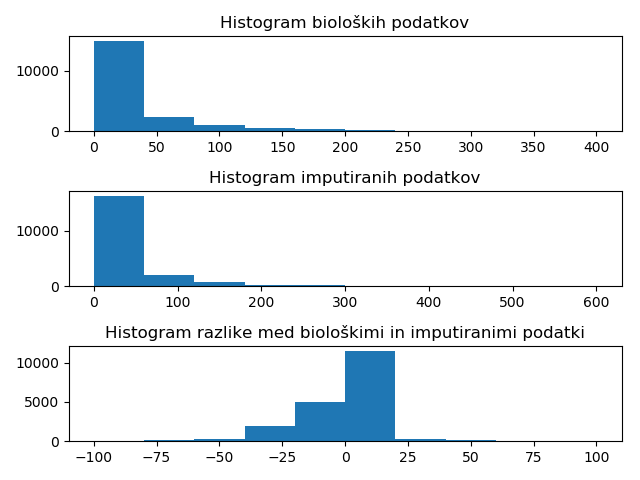 Histogram bioloških podatkov
10000
0
0 50 100 150 200 250 300 350 400
Histogram imputiranih podatkov
10000
0
0 100 200 300 400 500 600
Histogram razlike med biološkimi in imputiranimi podatki
10000
5000
0
−100 −75 −50 −25 0 25 50 75 100